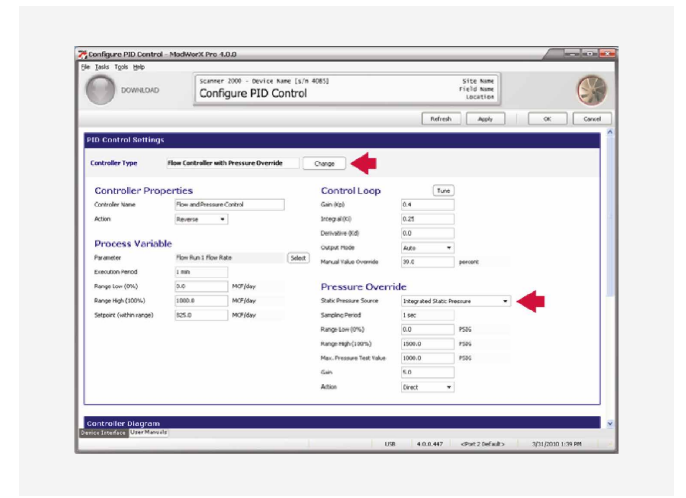 Configure PID Control - ModWorX Pro 4.0.0
File Tasks Tools Help
DOWNLOAD
Scanner 2000 - Device Name [s/n 4085]
Configure PID Control
Site Name
Field Name
Location
Refresh Apply OK Cancel
PID Control Settings
Controller Type Flow Controller with Pressure Override Change
Controller Properties
Controller Name Flow and Pressure Control
Action Reverse
Process Variable
Parameter Flow Run 1 Flow Rate Select
Execution Period 1 min
Range Low (0%) 0.0 MCF/day
Range High (100%) 1000.0 MCF/day
Setpoint (within range) 525.0 MCF/day
Control Loop Tune
Gain (Kp) 0.4
Integral (Ki) 0.25
Derivative (Kd) 0.0
Output Mode Auto
Manual Value Override 39.0 percent
Pressure Override
Static Pressure Source Integrated Static Pressure
Sampling Period 1 sec
Range Low (0%) 0.0 PSIG
Range High (100%) 1500.0 PSIG
Max. Pressure Test Value 1000.0 PSIG
Gain 5.0
Action Direct
Controller Diagram
Device Interface User Manuals
USB 4.0.0.447 <Port 2 Default> 3/31/2010 1:39 PM